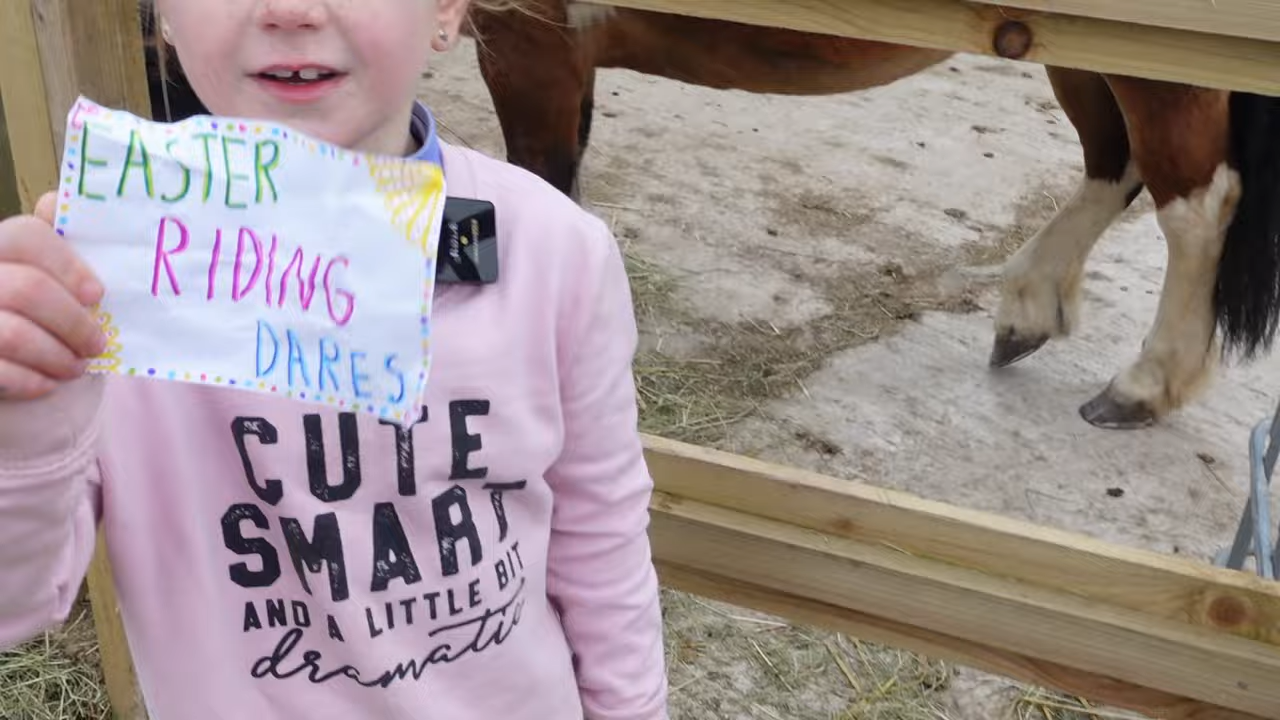 EASTER
RIDING
DARES
CUTE
SMART
AND A LITTLE BIT
dramatic